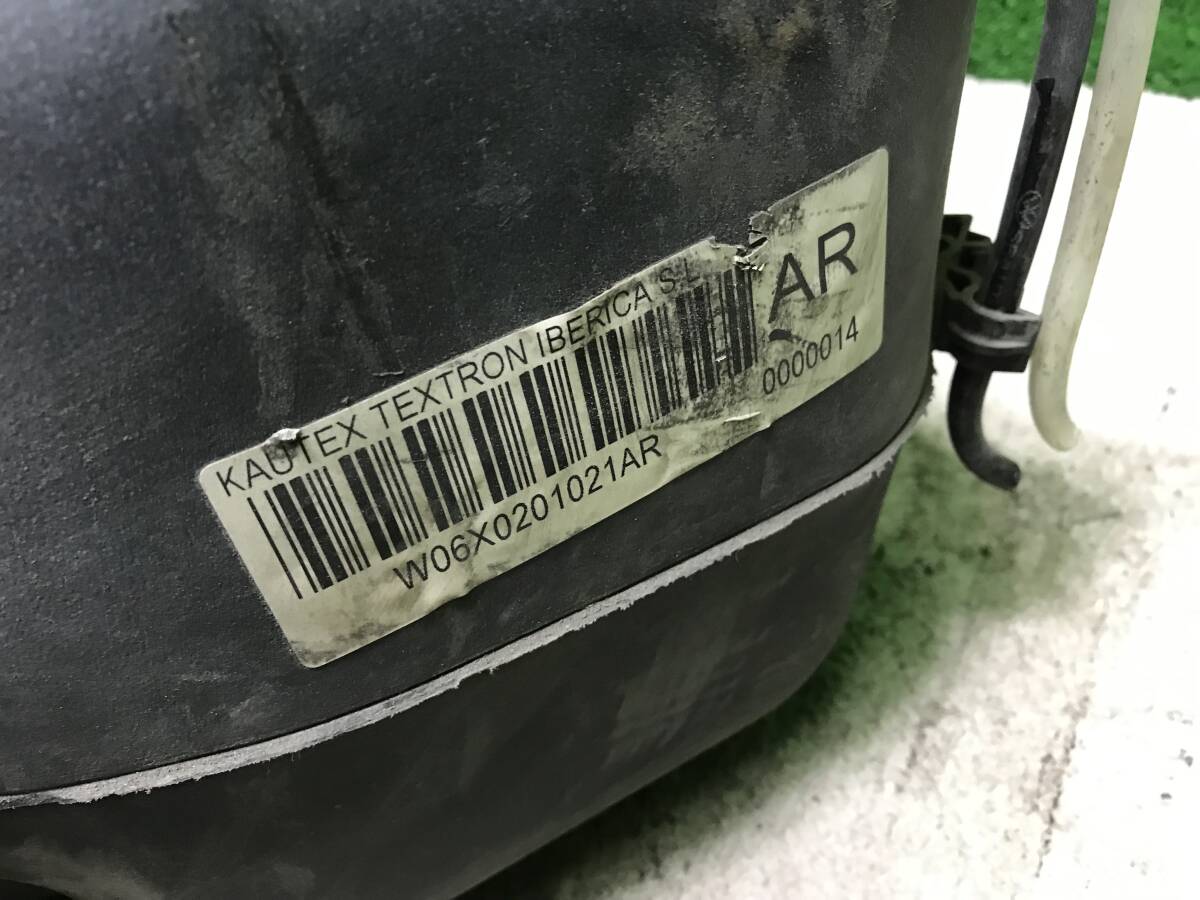 KAUTEX TEXTRON IBERICA S.L
AR
0000014
W06X0201021AR